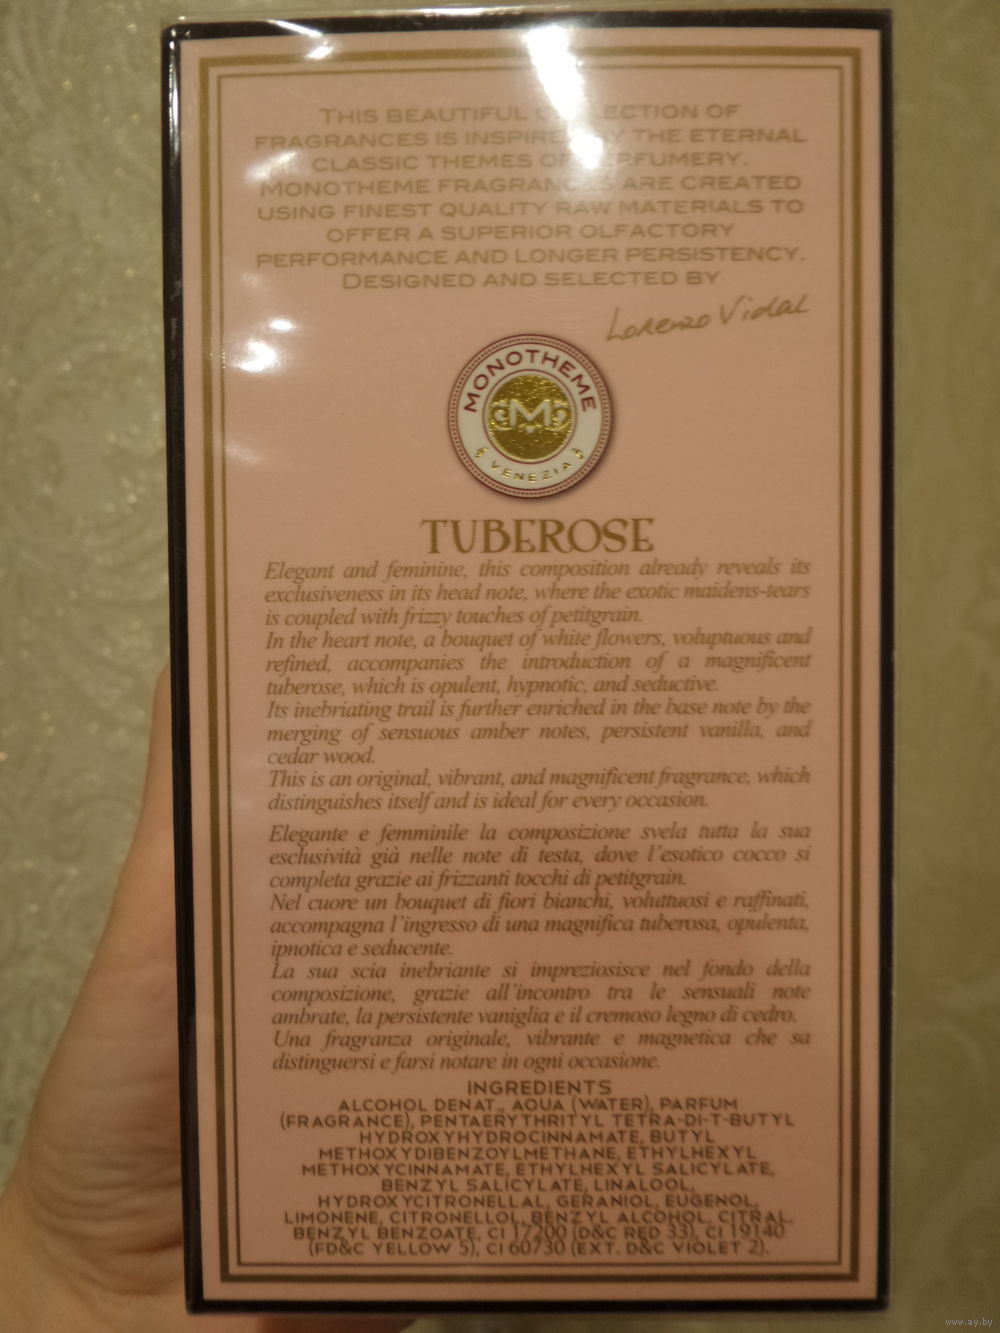 THIS BEAUTIFUL COLLECTION OF
FRAGRANCES IS INSPIRED BY THE ETERNAL
CLASSIC THEMES OF PERFUMERY.
MONOTHEME FRAGRANCES ARE CREATED
USING FINEST QUALITY RAW MATERIALS TO
OFFER A SUPERIOR OLFACTORY
PERFORMANCE AND LONGER PERSISTENCY.
DESIGNED AND SELECTED BY
Lorenzo Vidal
MONOTHEME
M
VENEZIA
TUBEROSE
Elegant and feminine, this composition already reveals its
exclusiveness in its head note, where the exotic maidens-tears
is coupled with frizzy touches of petitgrain.
In the heart note, a bouquet of white flowers, voluptuous and
refined, accompanies the introduction of a magnificent
tuberose, which is opulent, hypnotic, and seductive.
Its inebriating trail is further enriched in the base note by the
merging of sensuous amber notes, persistent vanilla, and
cedar wood.
This is an original, vibrant, and magnificent fragrance, which
distinguishes itself and is ideal for every occasion.
Elegante e femminile la composizione svela tutta la sua
esclusività già nelle note di testa, dove l'esotico cocco si
completa grazie ai frizzanti tocchi di petitgrain.
Nel cuore un bouquet di fiori bianchi, voluttuosi e raffinati,
accompagna l'ingresso di una magnifica tuberosa, opulenta,
ipnotica e seducente.
La sua scia inebriante si impreziosisce nel fondo della
composizione, grazie all'incontro tra le sensuali note
ambrate, la persistente vaniglia e il cremoso legno di cedro.
Una fragranza originale, vibrante e magnetica che sa
distinguersi e farsi notare in ogni occasione.
INGREDIENTS
ALCOHOL DENAT., AQUA (WATER), PARFUM
(FRAGRANCE), PENTAERYTHRITYL TETRA-DI-T-BUTYL
HYDROXYHYDROCINNAMATE, BUTYL
METHOXYDIBENZOYLMETHANE, ETHYLHEXYL
METHOXYCINNAMATE, ETHYLHEXYL SALICYLATE,
BENZYL SALICYLATE, LINALOOL,
HYDROXYCITRONELLAL, GERANIOL, EUGENOL,
LIMONENE, CITRONELLOL, BENZYL ALCOHOL, CITRAL,
BENZYL BENZOATE, CI 17200 (D&C RED 33), CI 19140
(FD&C YELLOW 5), CI 60730 (EXT. D&C VIOLET 2).
www.ay.by